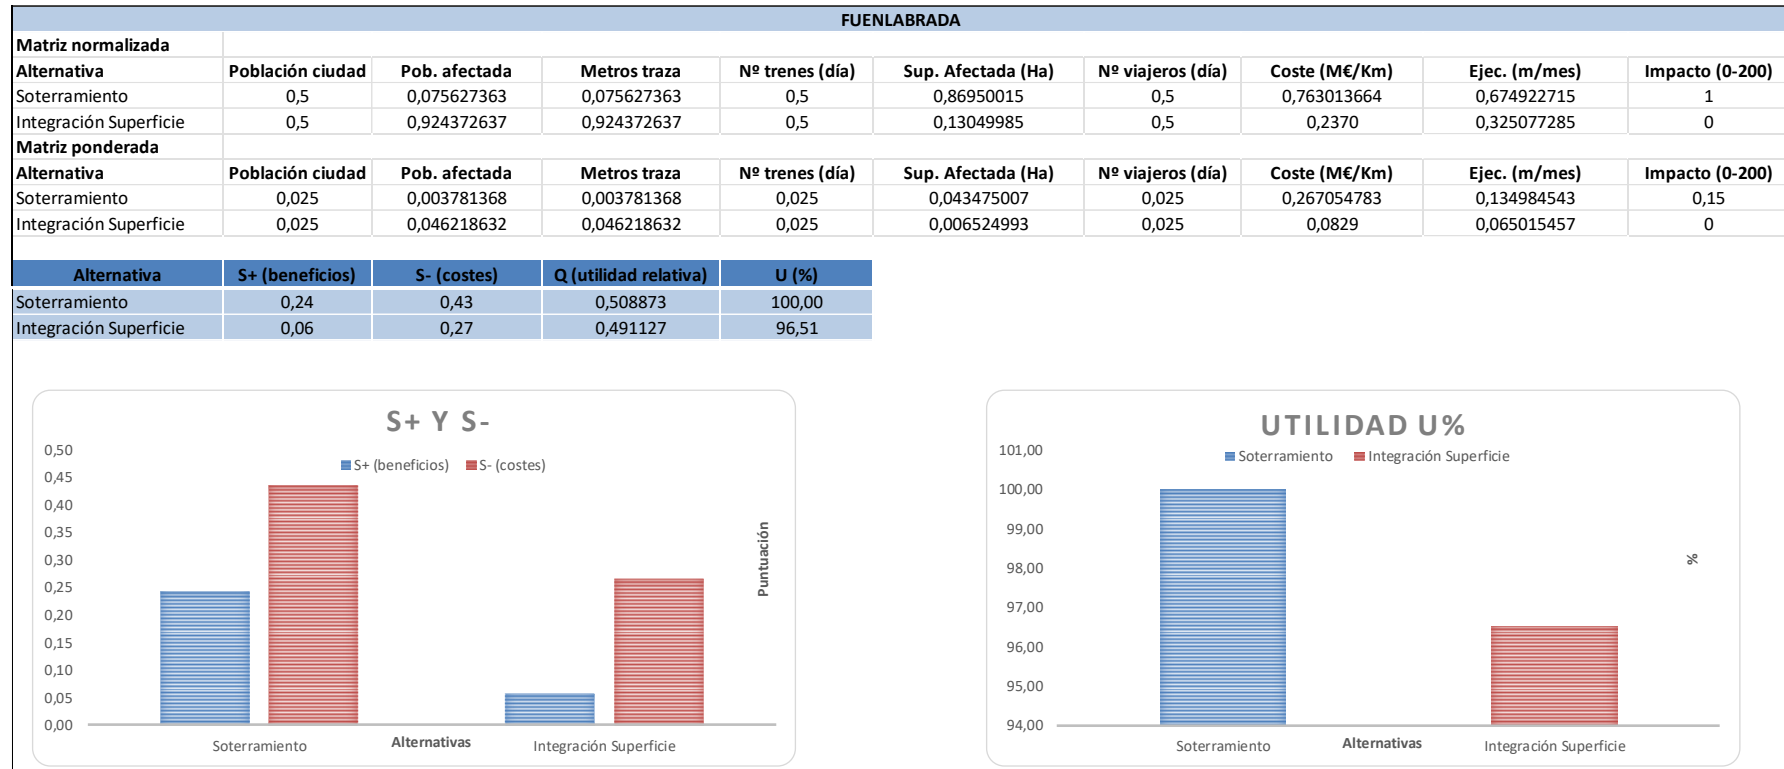 FUENLABRADA
Matriz normalizada
Alternativa Población ciudad Pob. afectada Metros traza Nº trenes (día) Sup. Afectada (Ha) Nº viajeros (día) Coste (M€/Km) Ejec. (m/mes) Impacto (0-200)
Soterramiento 0,5 0,075627363 0,075627363 0,5 0,86950015 0,5 0,763013664 0,674922715 1
Integración Superficie 0,5 0,924372637 0,924372637 0,5 0,13049985 0,5 0,2370 0,325077285 0
Matriz ponderada
Alternativa Población ciudad Pob. afectada Metros traza Nº trenes (día) Sup. Afectada (Ha) Nº viajeros (día) Coste (M€/Km) Ejec. (m/mes) Impacto (0-200)
Soterramiento 0,025 0,003781368 0,003781368 0,025 0,043475007 0,025 0,267054783 0,134984543 0,15
Integración Superficie 0,025 0,046218632 0,046218632 0,025 0,006524993 0,025 0,0829 0,065015457 0
Alternativa S+ (beneficios) S- (costes) Q (utilidad relativa) U (%)
Soterramiento 0,24 0,43 0,508873 100,00
Integración Superficie 0,06 0,27 0,491127 96,51
S+ Y S-
S+ (beneficios) S- (costes)
0,50
0,45
0,40
0,35
0,30
0,25
0,20
0,15
0,10
0,05
0,00
Puntuación
Soterramiento Alternativas Integración Superficie
UTILIDAD U%
Soterramiento Integración Superficie
101,00
100,00
99,00
98,00
97,00
96,00
95,00
94,00
%
Soterramiento Alternativas Integración Superficie